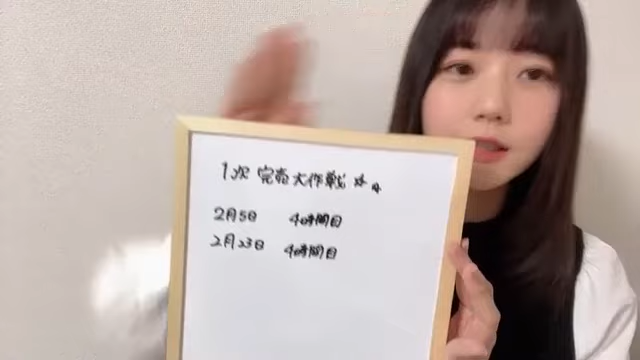 1次 完売大作戦 ☆☆
2月5日 4時間目
2月23日 4時間目